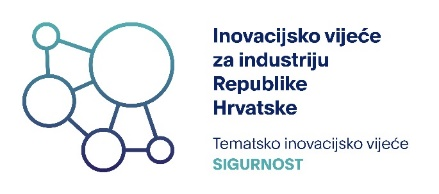 Inovacijsko vijeće
za industriju
Republike
Hrvatske
Tematsko inovacijsko vijeće
SIGURNOST